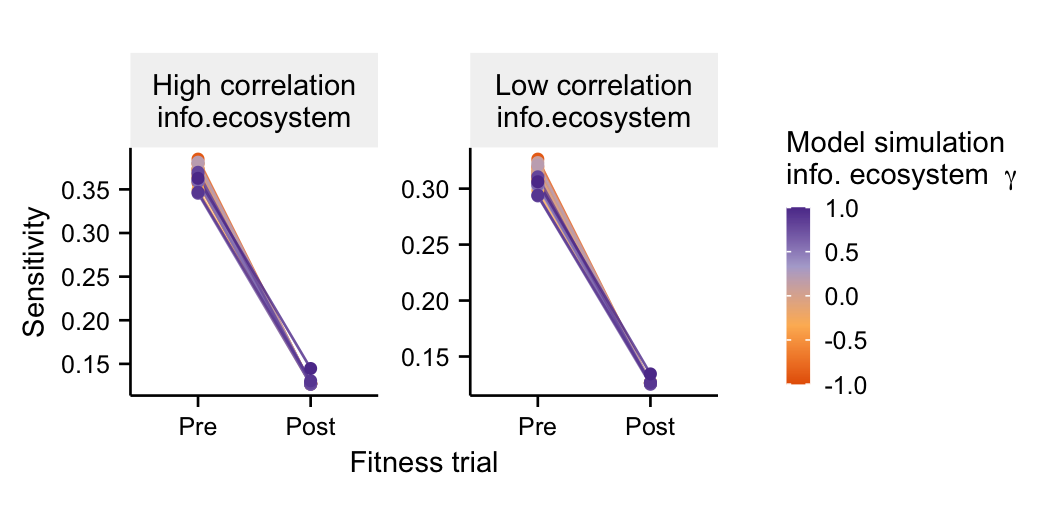 High correlation
info.ecosystem
Low correlation
info.ecosystem
Sensitivity
0.35
0.30
0.25
0.20
0.15
0.30
0.25
0.20
0.15
Pre
Post
Pre
Post
Fitness trial
Model simulation
info. ecosystem γ
1.0
0.5
0.0
-0.5
-1.0